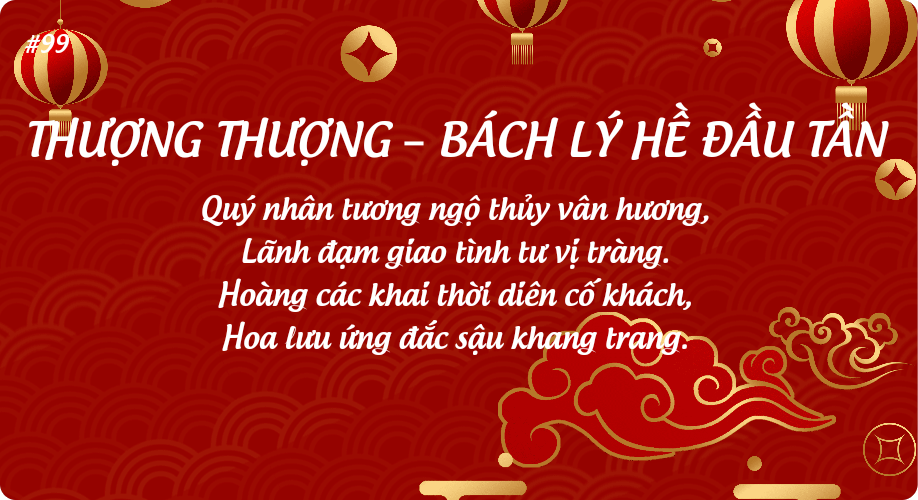 #99
THƯỢNG THƯỢNG – BÁCH LÝ HỀ ĐẦU TẦN
Quý nhân tương ngộ thủy vân hương,
Lãnh đạm giao tình tư vị tràng.
Hoàng các khai thời diên cố khách,
Hoa lưu ứng đắc sậu khang trang.